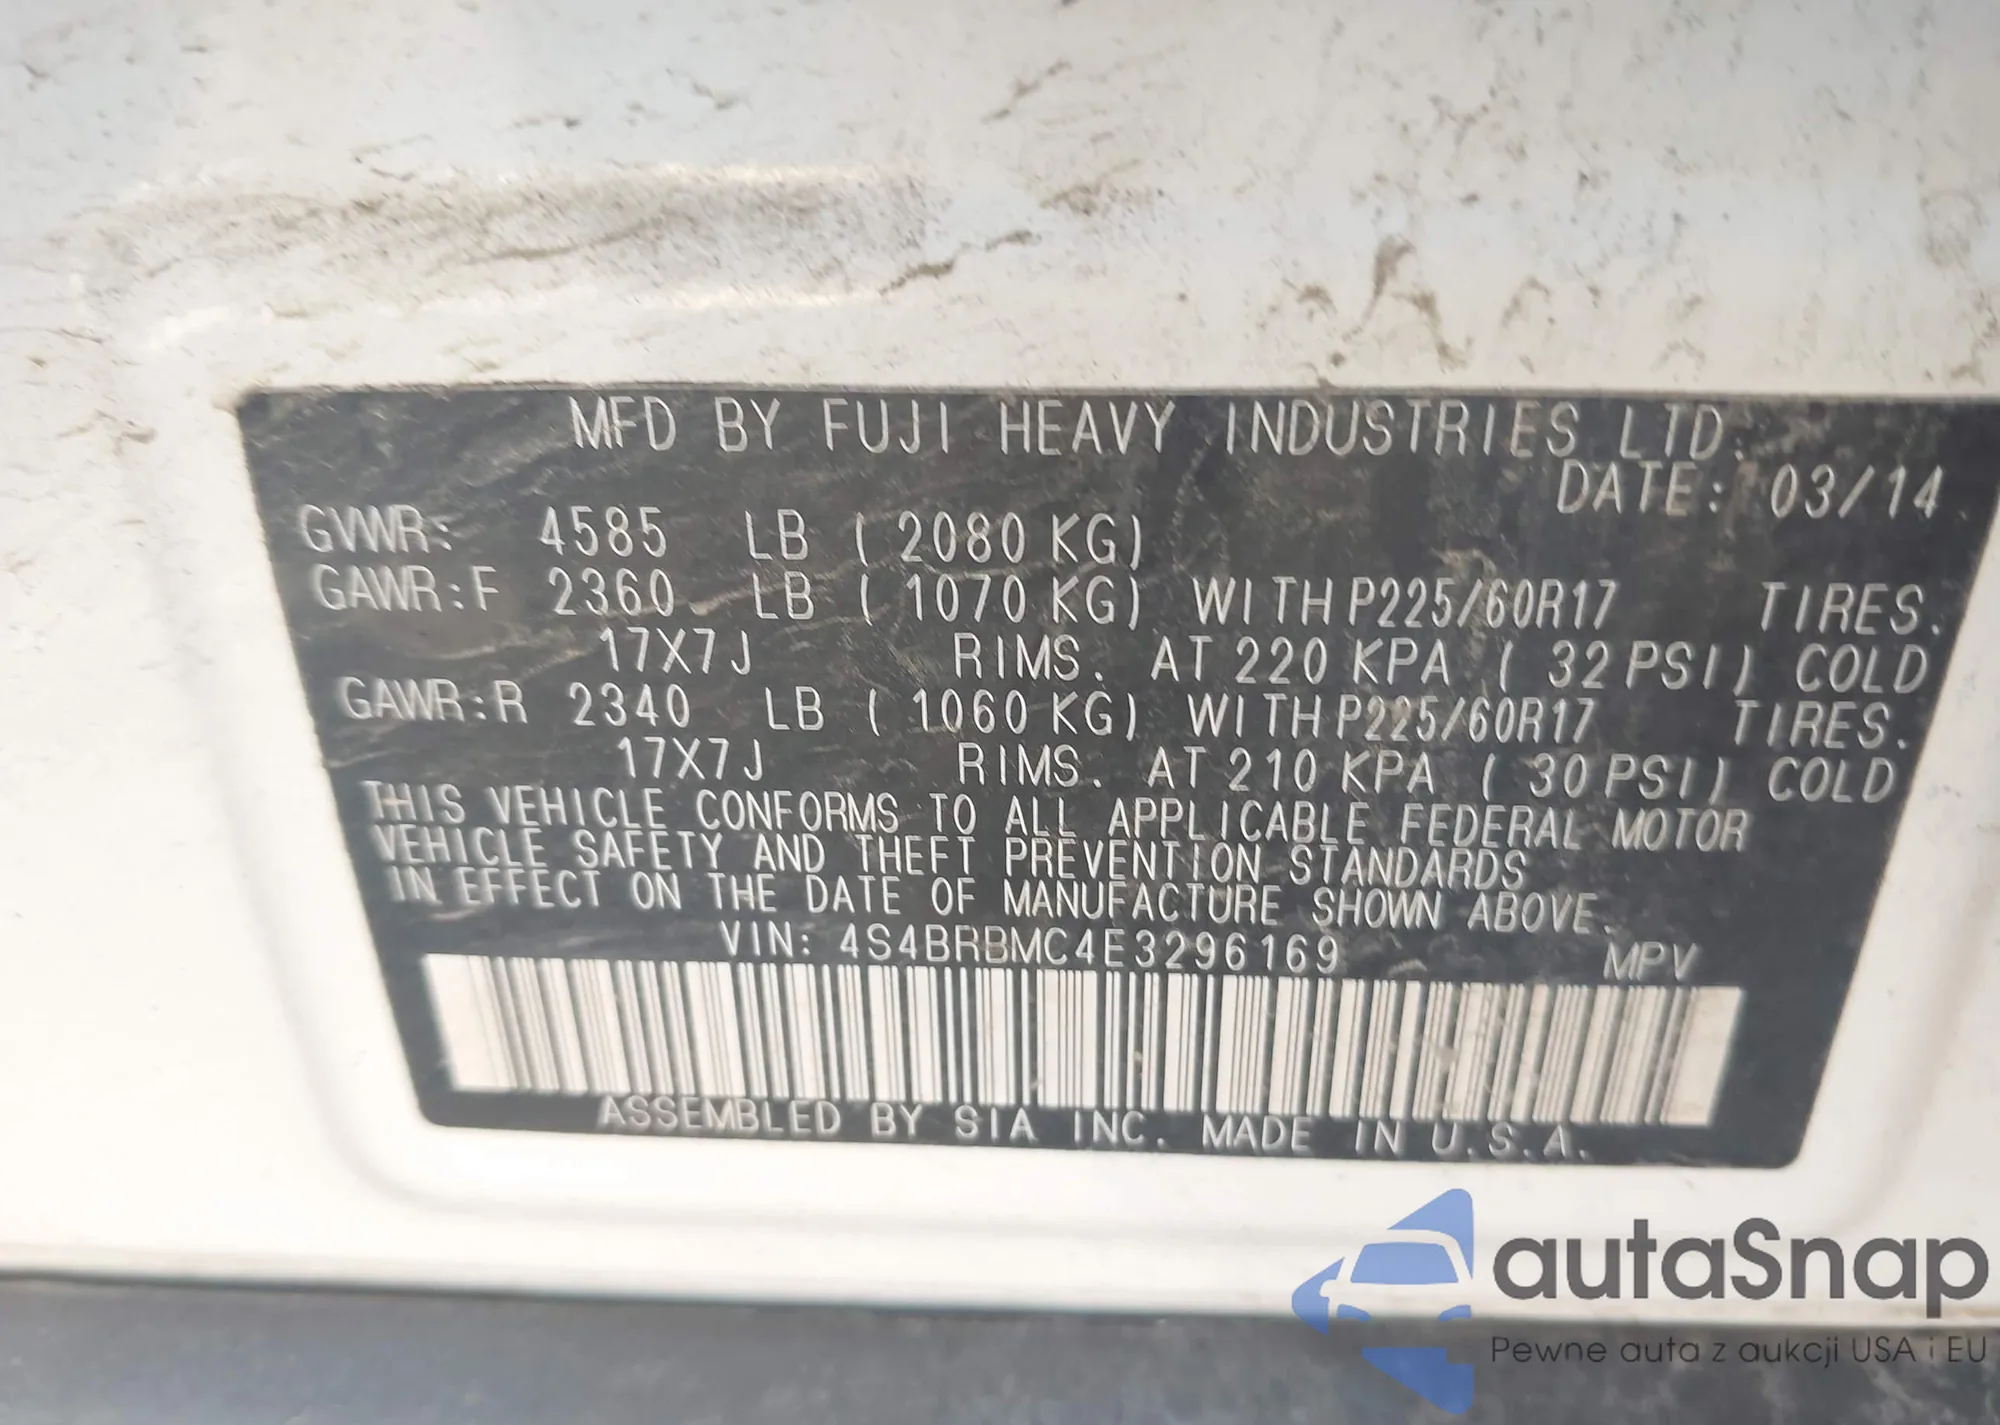 MFD BY FUJI HEAVY INDUSTRIES LTD.
DATE: 03/14
GVWR: 4585 LB ( 2080 KG)
GAWR:F 2360 LB ( 1070 KG) WITH P225/60R17 TIRES.
17X7J RIMS. AT 220 KPA ( 32 PSI) COLD
GAWR:R 2340 LB ( 1060 KG) WITH P225/60R17 TIRES.
17X7J RIMS. AT 210 KPA ( 30 PSI) COLD
THIS VEHICLE CONFORMS TO ALL APPLICABLE FEDERAL MOTOR
VEHICLE SAFETY AND THEFT PREVENTION STANDARDS
IN EFFECT ON THE DATE OF MANUFACTURE SHOWN ABOVE.
VIN: 4S4BRBMC4E3296169 MPV
ASSEMBLED BY SIA INC. MADE IN U.S.A.
autaSnap
Pewne auta z aukcji USA i EU